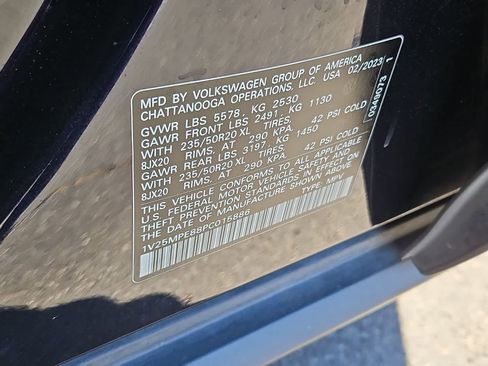 MFD BY VOLKSWAGEN GROUP OF AMERICA
CHATTANOOGA OPERATIONS, LLC. USA 02/2023
GVWR LBS 5578, KG 2530
GAWR FRONT LBS 2491, KG 1130
WITH 235/50R20 XL TIRES,
8JX20 RIMS, AT 290 KPA, 42 PSI COLD
GAWR REAR LBS 3197 KG 1450
WITH 235/50R20 XL TIRES,
8JX20 RIMS, AT 290 KPA, 42 PSI COLD
THIS VEHICLE CONFORMS TO ALL APPLICABLE
U.S. FEDERAL MOTOR VEHICLE SAFETY AND
THEFT PREVENTION STANDARDS IN EFFECT ON
THE DATE OF MANUFACTURE SHOWN ABOVE.
1V25MPE88PC015886 TYPE: MPV
1